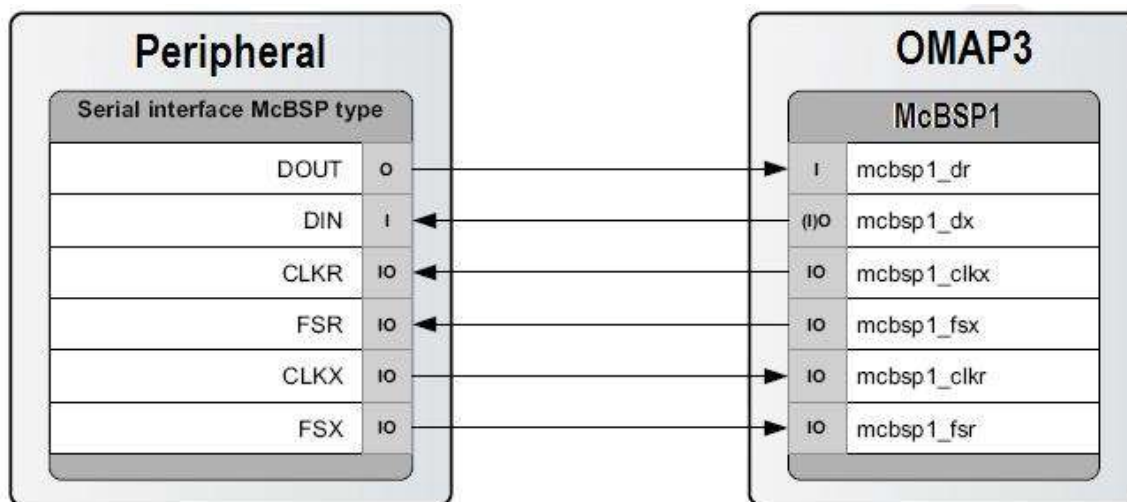 Peripheral
OMAP3
Serial interface McBSP type
McBSP1
DOUT O I mcbsp1_dr
DIN I (I)O mcbsp1_dx
CLKR IO IO mcbsp1_clkx
FSR IO IO mcbsp1_fsx
CLKX IO IO mcbsp1_clkr
FSX IO IO mcbsp1_fsr